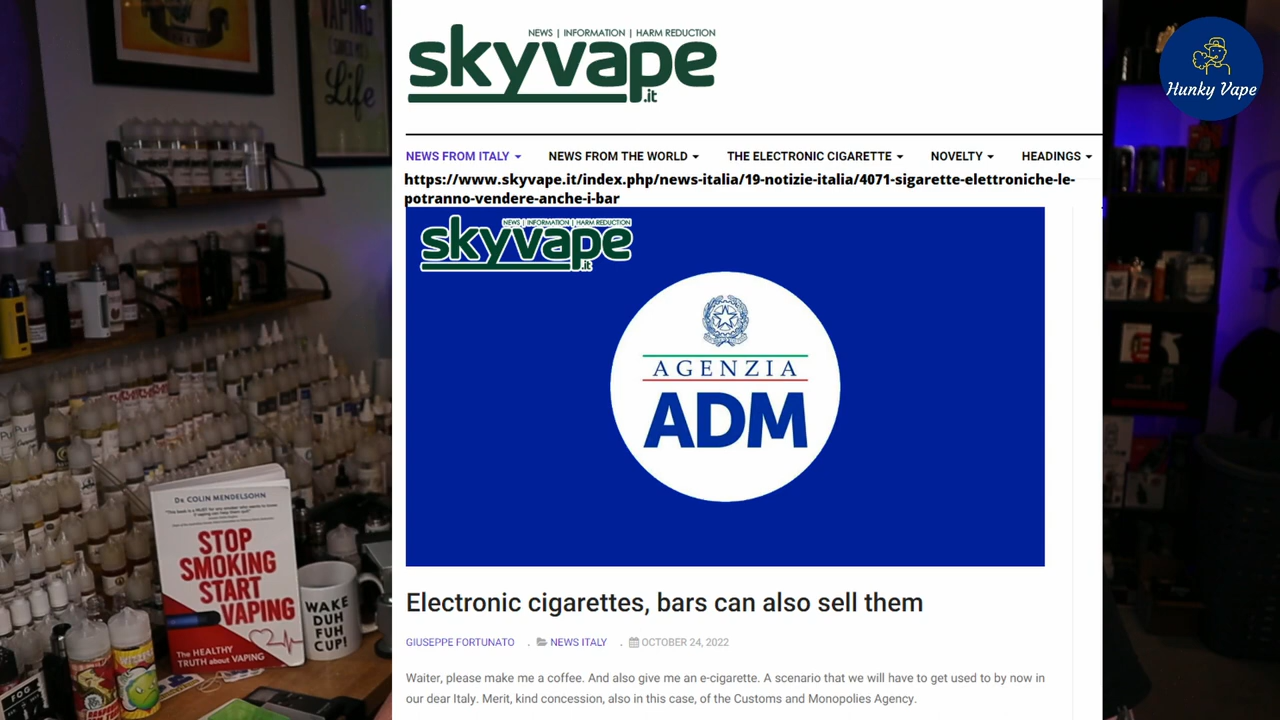 VAPING
Life
NEWS | INFORMATION | HARM REDUCTION
skyvape
.it
Hunky Vape
NEWS FROM ITALY
NEWS FROM THE WORLD
THE ELECTRONIC CIGARETTE
NOVELTY
HEADINGS
https://www.skyvape.it/index.php/news-italia/19-notizie-italia/4071-sigarette-elettroniche-le-
potranno-vendere-anche-i-bar
NEWS | INFORMATION | HARM REDUCTION
skyvape
.it
AGENZIA
ADM
Electronic cigarettes, bars can also sell them
GIUSEPPE FORTUNATO . NEWS ITALY . OCTOBER 24, 2022
Waiter, please make me a coffee. And also give me an e-cigarette. A scenario that we will have to get used to by now in
our dear Italy. Merit, kind concession, also in this case, of the Customs and Monopolies Agency.
DR COLIN MENDELSOHN
STOP
SMOKING
START
VAPING
The HEALTHY
TRUTH about VAPING
WAKE
DUH
FUH
CUP!
FOG